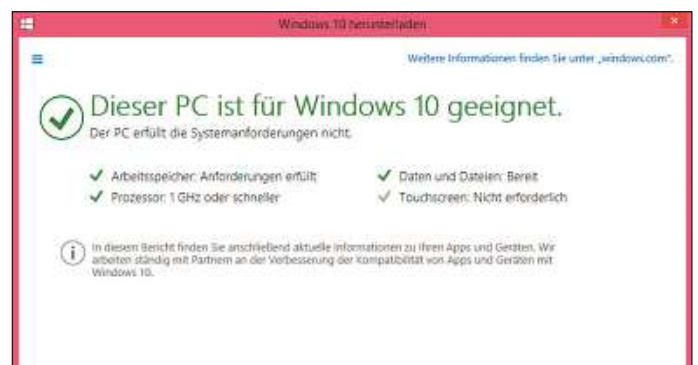 Windows 10 herunterladen
Weitere Informationen finden Sie unter „windows.com".
Dieser PC ist für Windows 10 geeignet.
Der PC erfüllt die Systemanforderungen nicht.
Arbeitsspeicher: Anforderungen erfüllt
Daten und Dateien: Bereit
Prozessor: 1 GHz oder schneller
Touchscreen: Nicht erforderlich
In diesem Bericht finden Sie anschließend aktuelle Informationen zu Ihren Apps und Geräten. Wir
arbeiten ständig mit Partnern an der Verbesserung der Kompatibilität von Apps und Geräten mit
Windows 10.